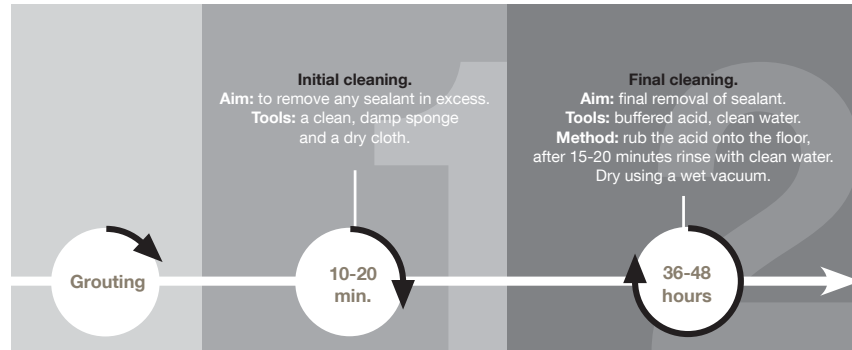 Initial cleaning.
Aim: to remove any sealant in excess.
Tools: a clean, damp sponge
and a dry cloth.
Final cleaning.
Aim: final removal of sealant.
Tools: buffered acid, clean water.
Method: rub the acid onto the floor,
after 15-20 minutes rinse with clean water.
Dry using a wet vacuum.
Grouting
10-20
min.
36-48
hours
1
2